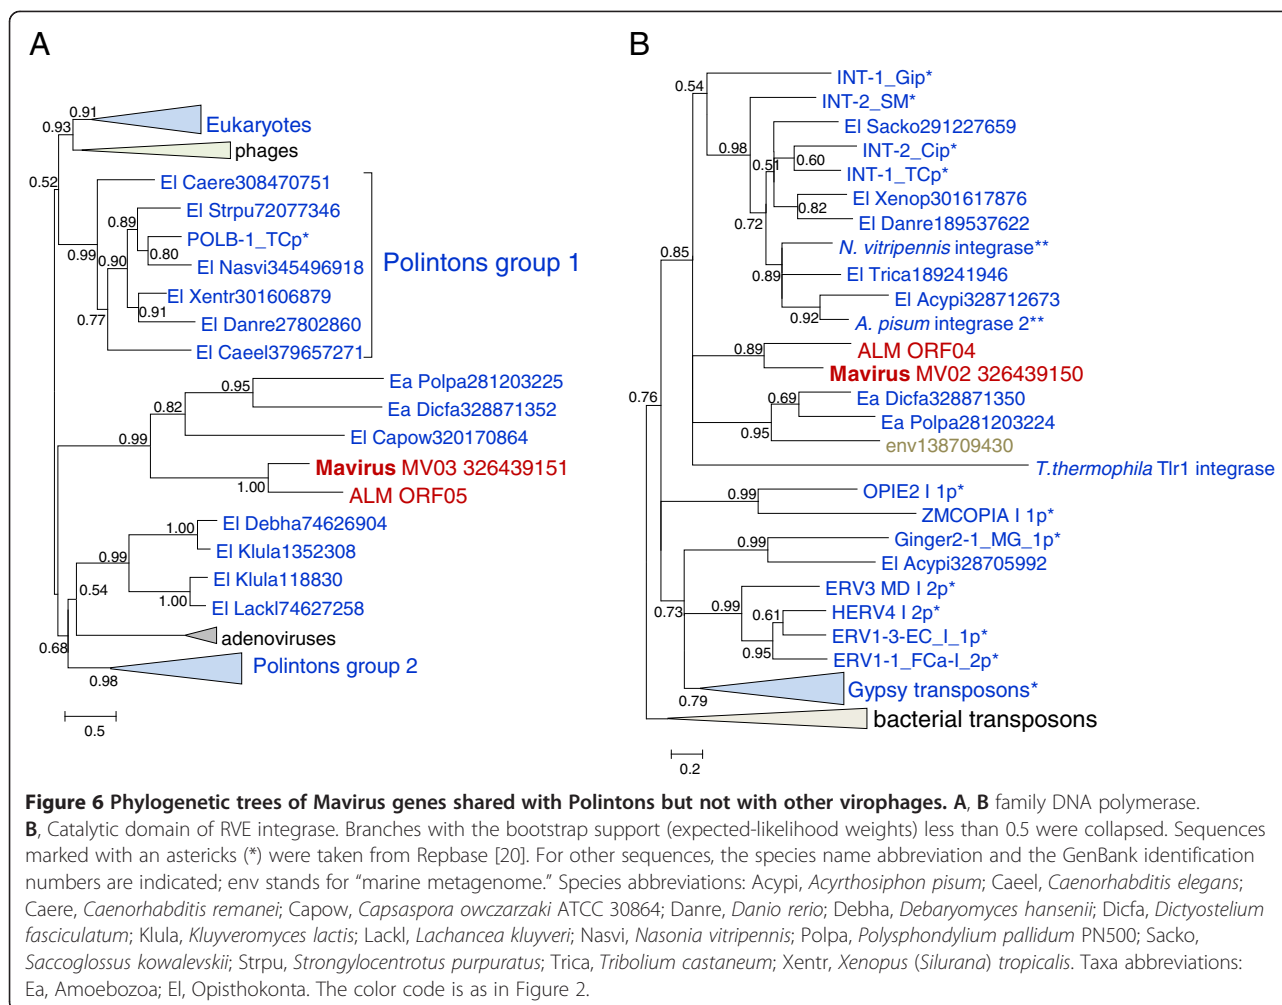 A
0.91
Eukaryotes
0.93
phages
0.52
El Caere308470751
El Strpu72077346
0.89
POLB-1_TCp*
0.80
0.99
0.90
El Nasvi345496918
Polintons group 1
El Xentr301606879
0.91
0.77
El Danre27802860
El Caeel379657271
0.95
Ea Polpa281203225
0.82
Ea Dicfa328871352
0.99
El Capow320170864
Mavirus MV03 326439151
1.00
ALM ORF05
El Debha74626904
1.00
El Klula1352308
0.99
El Klula118830
0.54
1.00
El Lackl74627258
adenoviruses
0.68
Polintons group 2
0.98
0.5
B
INT-1_Gip*
0.54
INT-2_SM*
El Sacko291227659
0.98
INT-2_Cip*
0.51
0.60
INT-1_TCp*
El Xenop301617876
0.82
0.72
El Danre189537622
N. vitripennis integrase**
0.85
0.89
El Trica189241946
El Acypi328712673
0.92
A. pisum integrase 2**
0.89
ALM ORF04
Mavirus MV02 326439150
0.76
0.69
Ea Dicfa328871350
Ea Polpa281203224
0.95
env138709430
T.thermophila Tlr1 integrase
0.99
OPIE2 I 1p*
ZMCOPIA I 1p*
0.99
Ginger2-1_MG_1p*
El Acypi328705992
ERV3 MD I 2p*
0.73
0.99
0.61
HERV4 I 2p*
ERV1-3-EC_I_1p*
0.95
ERV1-1_FCa-I_2p*
Gypsy transposons*
0.79
bacterial transposons
0.2
Figure 6 Phylogenetic trees of Mavirus genes shared with Polintons but not with other virophages. A, B family DNA polymerase.
B, Catalytic domain of RVE integrase. Branches with the bootstrap support (expected-likelihood weights) less than 0.5 were collapsed. Sequences
marked with an astericks (*) were taken from Repbase [20]. For other sequences, the species name abbreviation and the GenBank identification
numbers are indicated; env stands for “marine metagenome.” Species abbreviations: Acypi, Acyrthosiphon pisum; Caeel, Caenorhabditis elegans;
Caere, Caenorhabditis remanei; Capow, Capsaspora owczarzaki ATCC 30864; Danre, Danio rerio; Debha, Debaryomyces hansenii; Dicfa, Dictyostelium
fasciculatum; Klula, Kluyveromyces lactis; Lackl, Lachancea kluyveri; Nasvi, Nasonia vitripennis; Polpa, Polysphondylium pallidum PN500; Sacko,
Saccoglossus kowalevskii; Strpu, Strongylocentrotus purpuratus; Trica, Tribolium castaneum; Xentr, Xenopus (Silurana) tropicalis. Taxa abbreviations:
Ea, Amoebozoa; El, Opisthokonta. The color code is as in Figure 2.